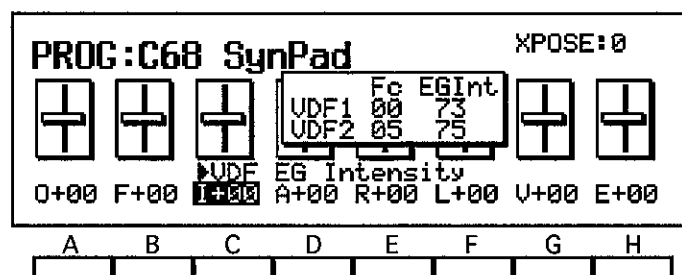 PROG:C68 SynPad XPOSE:0
Fc EGInt
VDF1 00 73
VDF2 05 75
▶VDF EG Intensity
O+00 F+00 I+00 A+00 R+00 L+00 V+00 E+00
A B C D E F G H